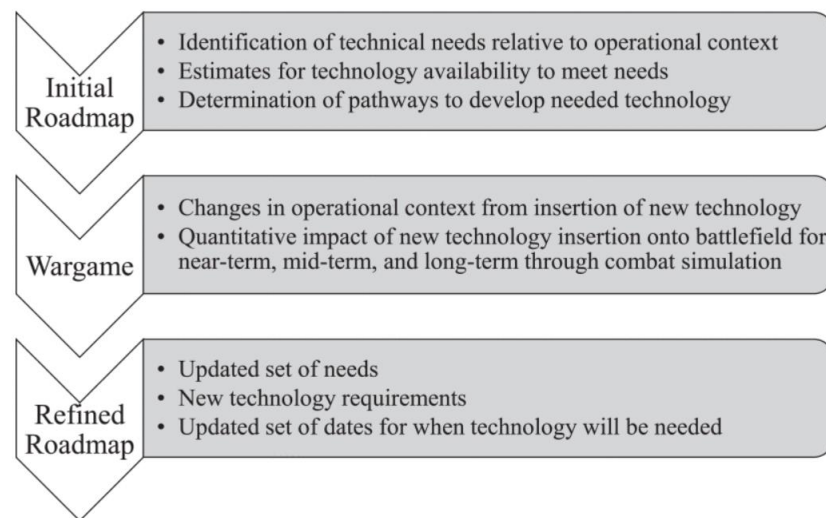 Initial
Roadmap
• Identification of technical needs relative to operational context
• Estimates for technology availability to meet needs
• Determination of pathways to develop needed technology
Wargame
• Changes in operational context from insertion of new technology
• Quantitative impact of new technology insertion onto battlefield for
near-term, mid-term, and long-term through combat simulation
Refined
Roadmap
• Updated set of needs
• New technology requirements
• Updated set of dates for when technology will be needed